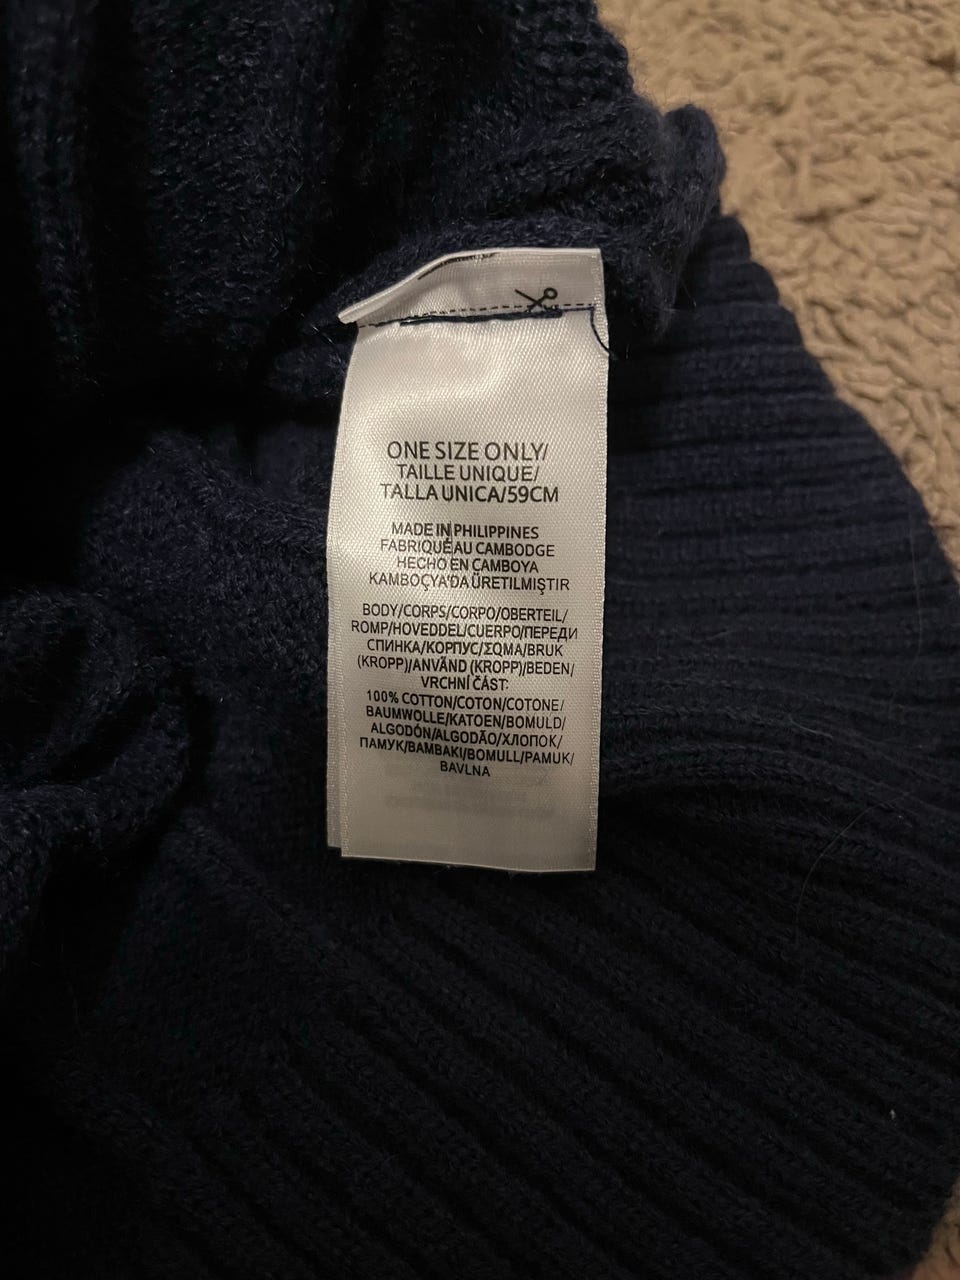 ONE SIZE ONLY/
TAILLE UNIQUE/
TALLA UNICA/59CM
MADE IN PHILIPPINES
FABRIQUÉ AU CAMBODGE
HECHO EN CAMBOYA
KAMBOÇYA'DA ÜRETILMIŞTIR
BODY/CORPS/CORPO/OBERTEIL/
ROMP/HOVEDDEL/CUERPO/ПЕРЕДИ
СПИНКА/КОРПУС/ΣΩΜΑ/BRUK
(KROPP)/ANVÄND (KROPP)/BEDEN/
VRCHNÍ ČÁST:
100% COTTON/COTON/COTONE/
BAUMWOLLE/KATOEN/BOMULD/
ALGODÓN/ALGODÃO/ХЛОПОК/
ПАМУК/BAMBAKI/BOMULL/PAMUK/
BAVLNA